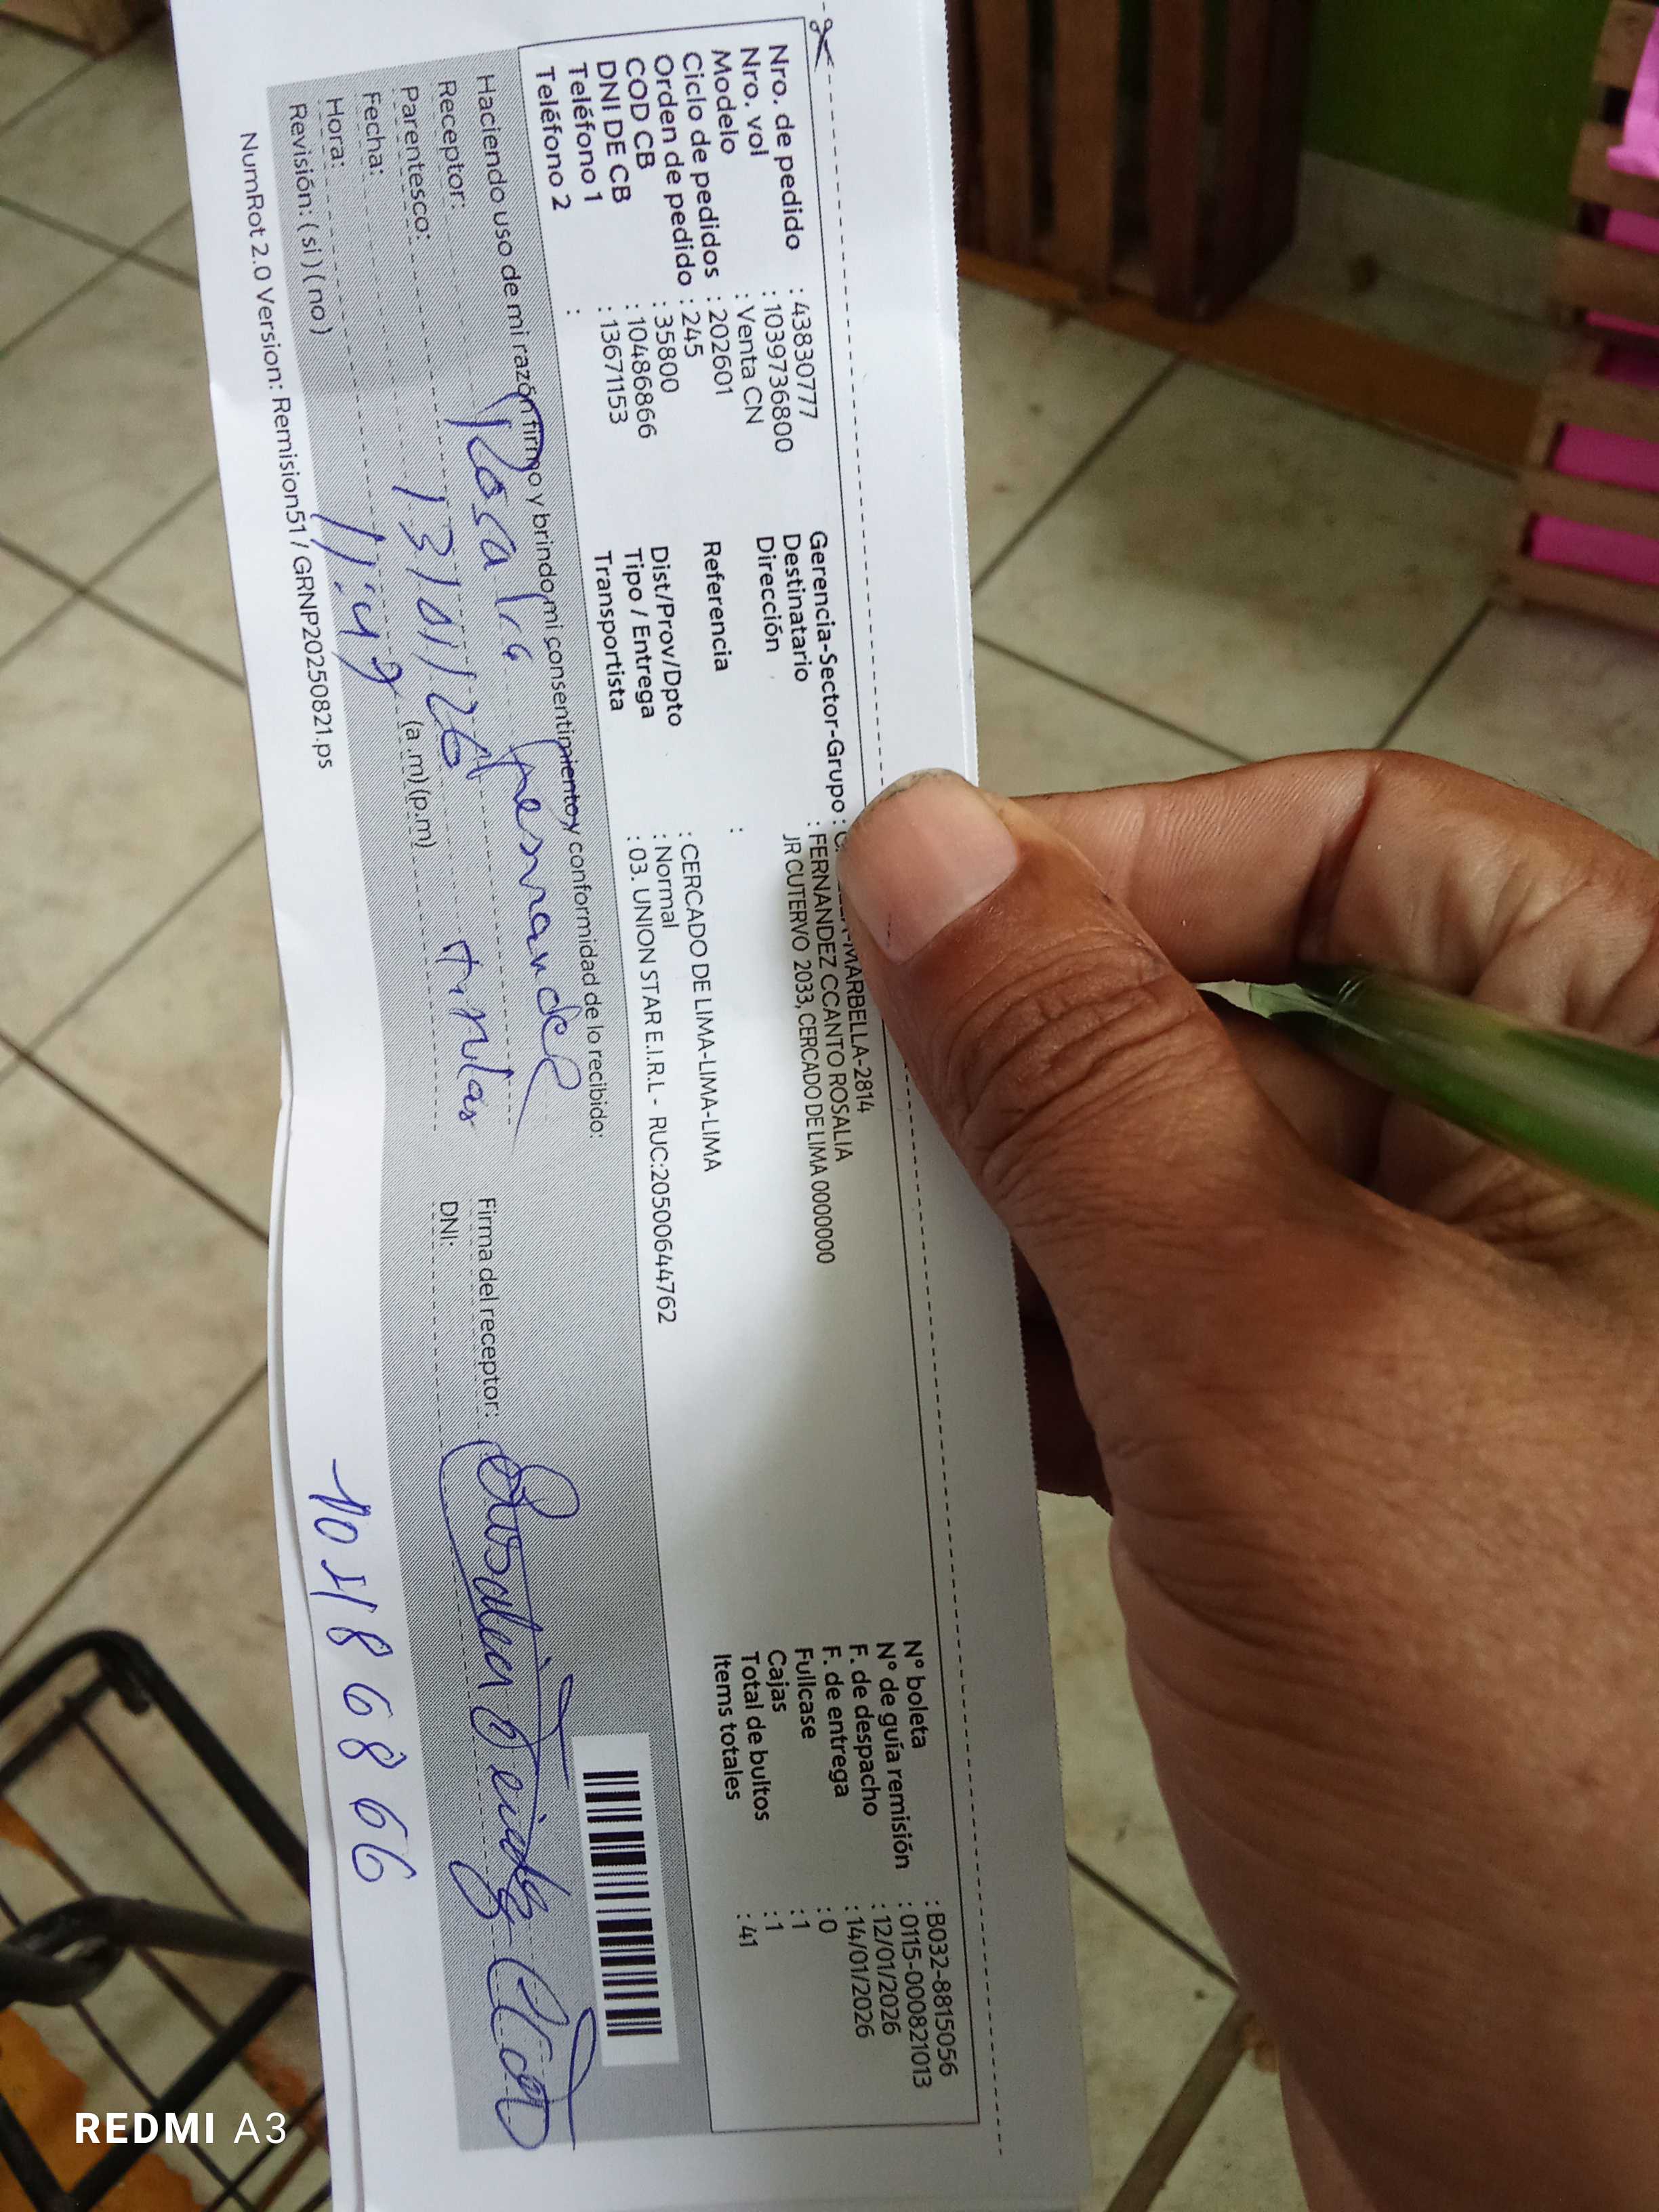 Nro. de pedido : 43830777
Nro. vol : 1039736800
Modelo : Venta CN
Ciclo de pedidos : 202601
Orden de pedido : 245
COD CB : 35800
DNI DE CB : 10486866
Teléfono 1 : 13671153
Teléfono 2 :
Gerencia-Sector-Grupo : MARBELLA-2814
Destinatario : FERNANDEZ CCANTO ROSALIA
Dirección JR CUTERVO 2033, CERCADO DE LIMA 0000000
Referencia :
Dist/Prov/Dpto : CERCADO DE LIMA-LIMA-LIMA
Tipo / Entrega : Normal
Transportista : 03. UNION STAR E.I.R.L - RUC:20500644762
N° boleta : B032-8815056
N° de guía remisión : 0115-000821013
F. de despacho : 12/01/2026
F. de entrega : 14/01/2026
Fullcase : 0
Cajas : 1
Total de bultos : 1
Items totales : 41
Haciendo uso de mi razón firmo y brindo mi consentimiento y conformidad de lo recibido:
Receptor: Rosalia
Parentesco:
Fecha: 13/01/26
Hora: 11:49 (a.m) (p.m)
Revisión: ( si ) ( no )
Firma del receptor:
DNI: 10486866
NumRot 2.0 Version: Remision51 / GRNP20250821.ps
REDMI A3